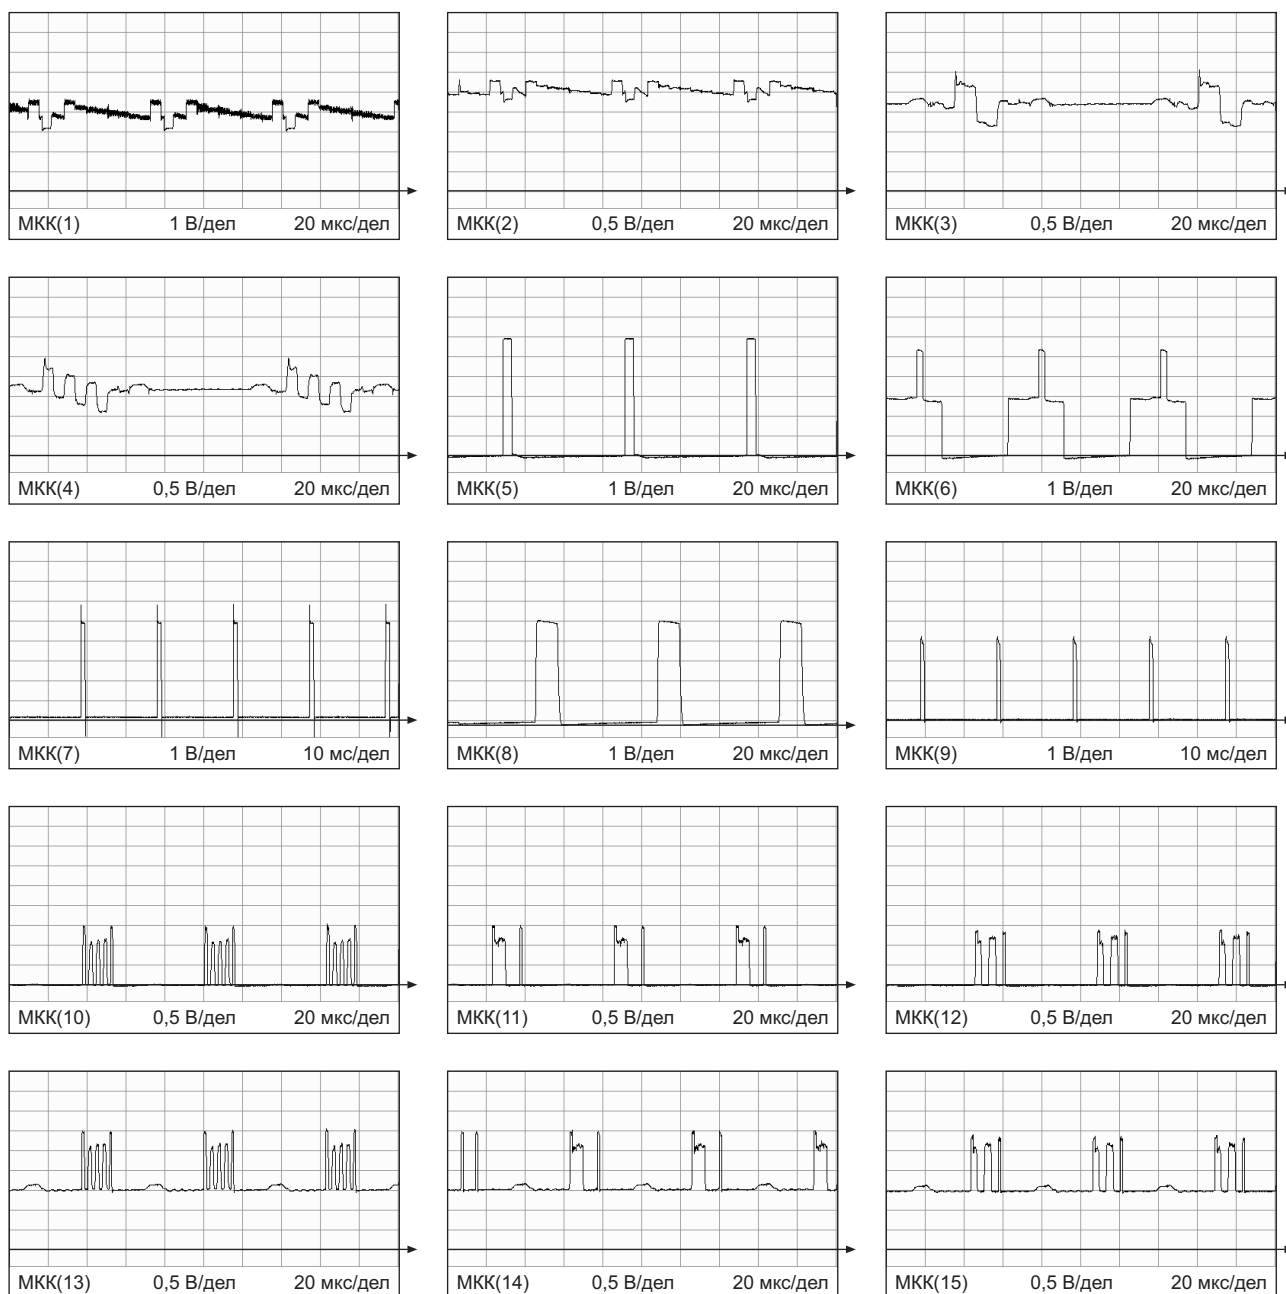 МКК(1) 1 В/дел 20 мкс/дел
МКК(2) 0,5 В/дел 20 мкс/дел
МКК(3) 0,5 В/дел 20 мкс/дел
МКК(4) 0,5 В/дел 20 мкс/дел
МКК(5) 1 В/дел 20 мкс/дел
МКК(6) 1 В/дел 20 мкс/дел
МКК(7) 1 В/дел 10 мс/дел
МКК(8) 1 В/дел 20 мкс/дел
МКК(9) 1 В/дел 10 мс/дел
МКК(10) 0,5 В/дел 20 мкс/дел
МКК(11) 0,5 В/дел 20 мкс/дел
МКК(12) 0,5 В/дел 20 мкс/дел
МКК(13) 0,5 В/дел 20 мкс/дел
МКК(14) 0,5 В/дел 20 мкс/дел
МКК(15) 0,5 В/дел 20 мкс/дел